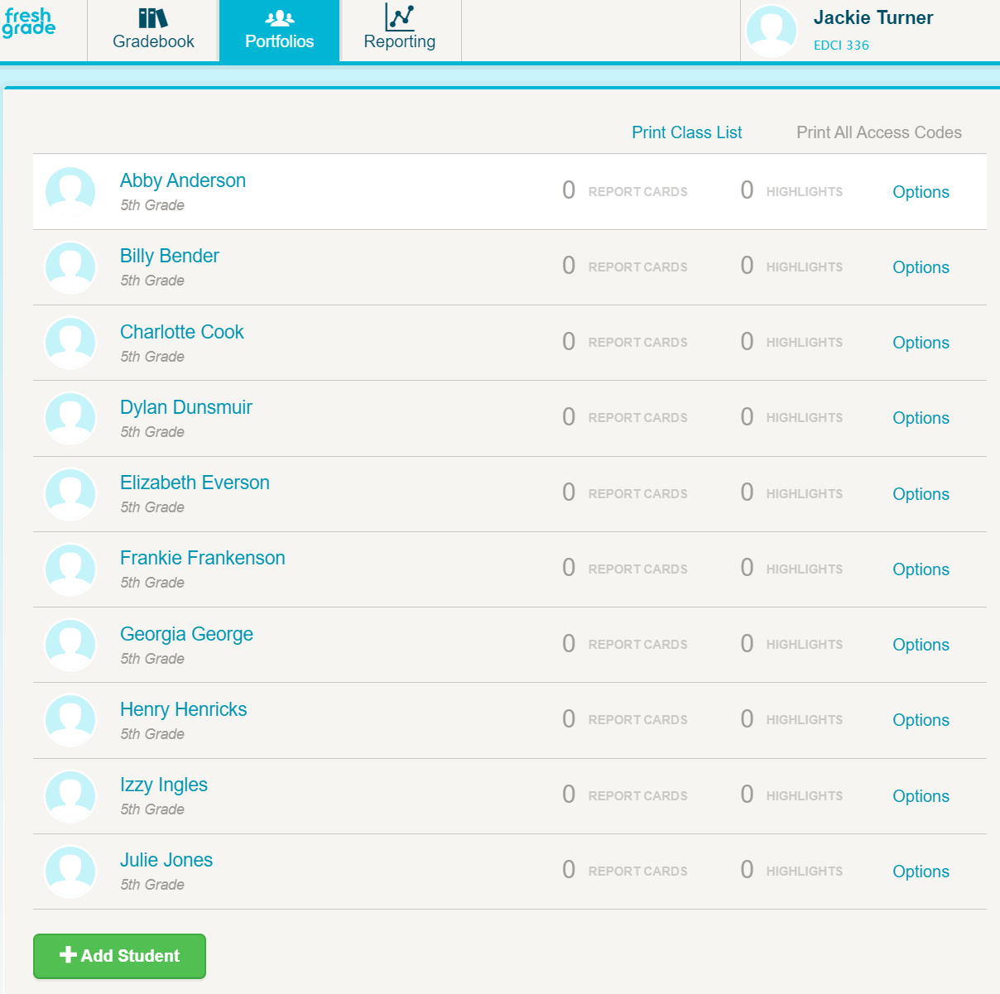 fresh
grade
Gradebook
Portfolios
Reporting
Jackie Turner
EDCI 336
Print Class List
Print All Access Codes
Abby Anderson
5th Grade
0 REPORT CARDS 0 HIGHLIGHTS Options
Billy Bender
5th Grade
0 REPORT CARDS 0 HIGHLIGHTS Options
Charlotte Cook
5th Grade
0 REPORT CARDS 0 HIGHLIGHTS Options
Dylan Dunsmuir
5th Grade
0 REPORT CARDS 0 HIGHLIGHTS Options
Elizabeth Everson
5th Grade
0 REPORT CARDS 0 HIGHLIGHTS Options
Frankie Frankenson
5th Grade
0 REPORT CARDS 0 HIGHLIGHTS Options
Georgia George
5th Grade
0 REPORT CARDS 0 HIGHLIGHTS Options
Henry Henricks
5th Grade
0 REPORT CARDS 0 HIGHLIGHTS Options
Izzy Ingles
5th Grade
0 REPORT CARDS 0 HIGHLIGHTS Options
Julie Jones
5th Grade
0 REPORT CARDS 0 HIGHLIGHTS Options
Add Student